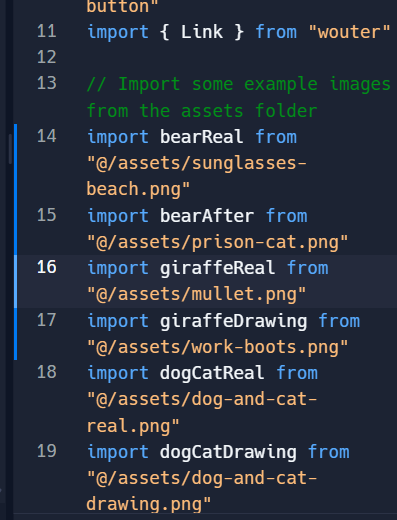 button"
11 import { Link } from "wouter"
12
13 // Import some example images
from the assets folder
14 import bearReal from
"@/assets/sunglasses-
beach.png"
15 import bearAfter from
"@/assets/prison-cat.png"
16 import giraffeReal from
"@/assets/mullet.png"
17 import giraffeDrawing from
"@/assets/work-boots.png"
18 import dogCatReal from
"@/assets/dog-and-cat-
real.png"
19 import dogCatDrawing from
"@/assets/dog-and-cat-
drawing.png"